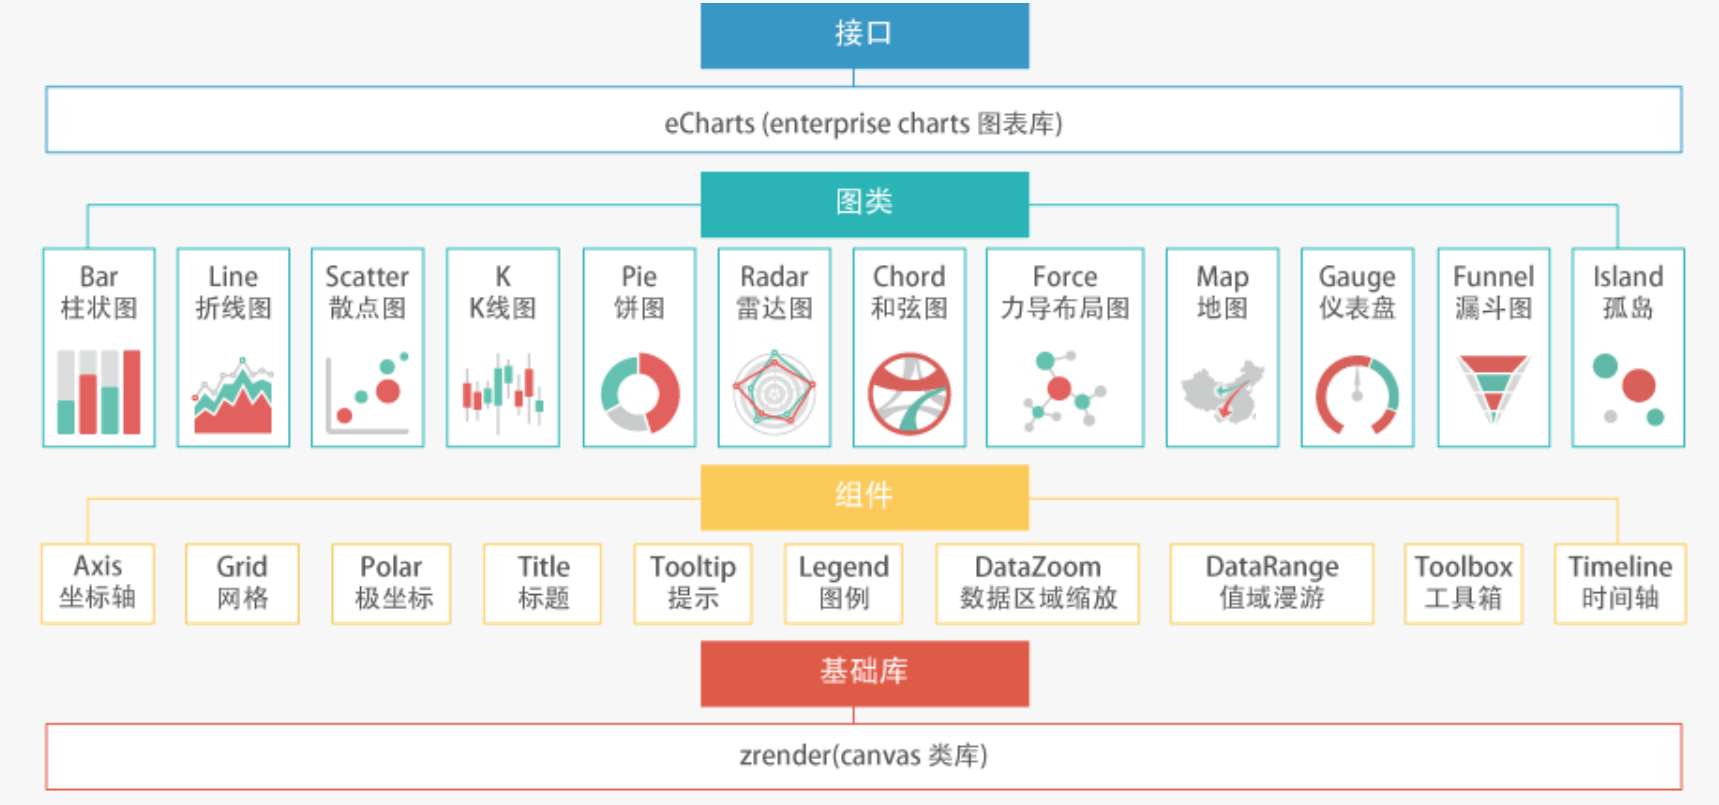 接口
eCharts (enterprise charts 图表库)
图类
Bar
柱状图
Line
折线图
Scatter
散点图
K
K线图
Pie
饼图
Radar
雷达图
Chord
和弦图
Force
力导布局图
Map
地图
Gauge
仪表盘
Funnel
漏斗图
Island
孤岛
组件
Axis
坐标轴
Grid
网格
Polar
极坐标
Title
标题
Tooltip
提示
Legend
图例
DataZoom
数据区域缩放
DataRange
值域漫游
Toolbox
工具箱
Timeline
时间轴
基础库
zrender(canvas 类库)